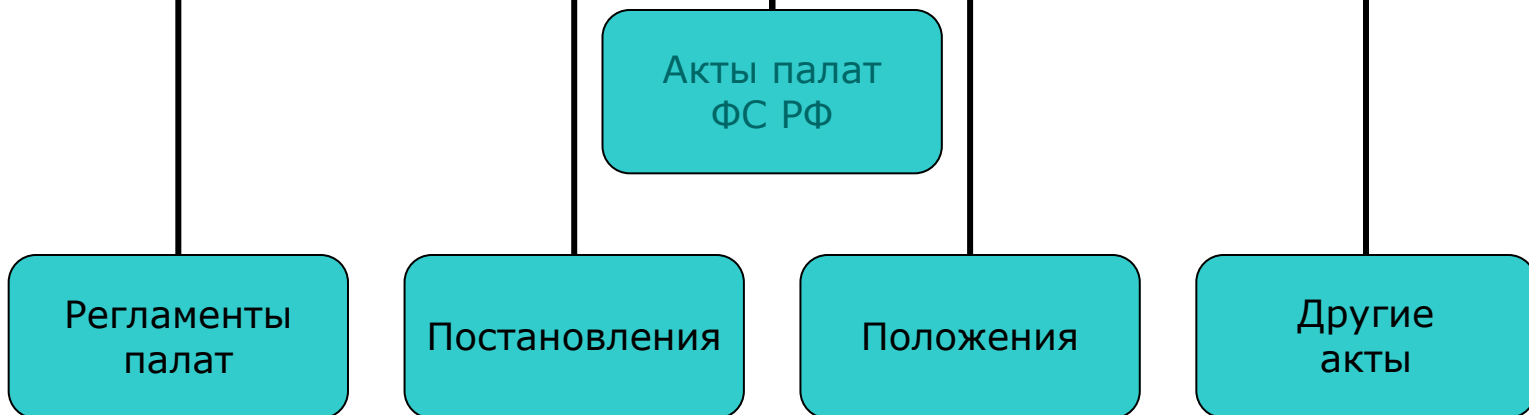 Акты палат
ФС РФ
Регламенты
палат
Постановления
Положения
Другие
акты